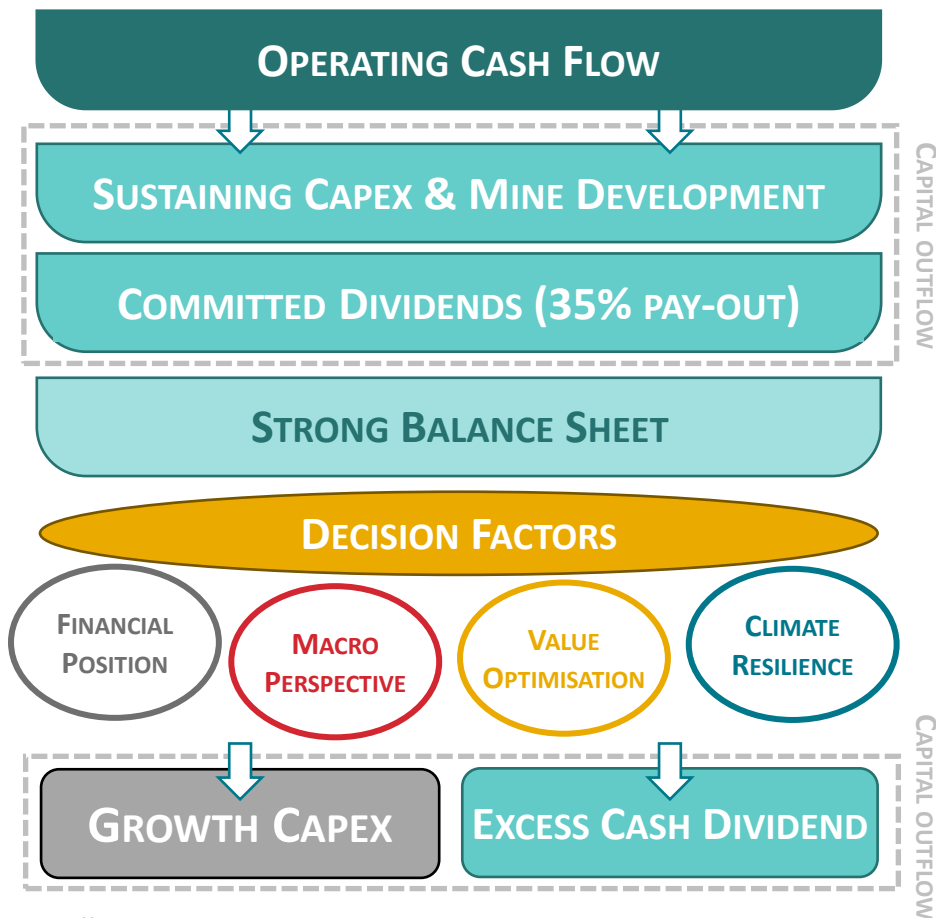 Operating Cash Flow
Sustaining Capex & Mine Development
Capital outflow
Committed Dividends (35% pay-out)
Strong Balance Sheet
Decision Factors
Financial
Position
Macro
Perspective
Value
Optimisation
Climate
Resilience
Growth Capex
Excess Cash Dividend
Capital outflow